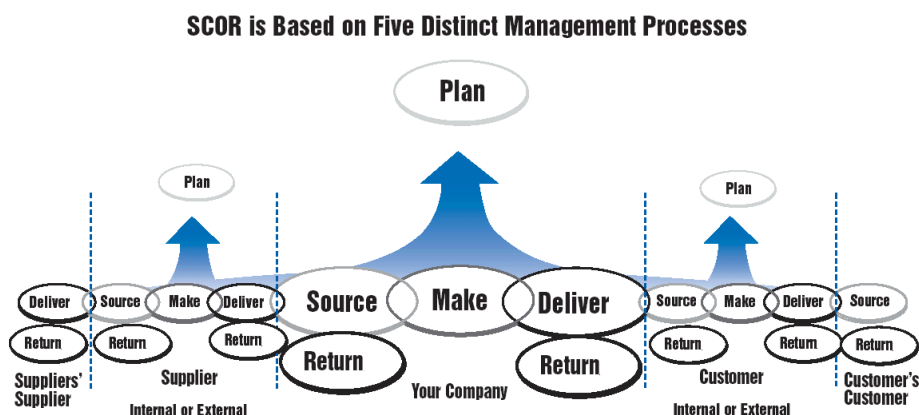 SCOR is Based on Five Distinct Management Processes
Plan
Plan
Plan
Deliver
Source
Make
Deliver
Source
Make
Deliver
Source
Make
Deliver
Source
Return
Return
Return
Return
Return
Return
Return
Return
Suppliers'
Supplier
Supplier
Internal or External
Your Company
Customer
Internal or External
Customer's
Customer